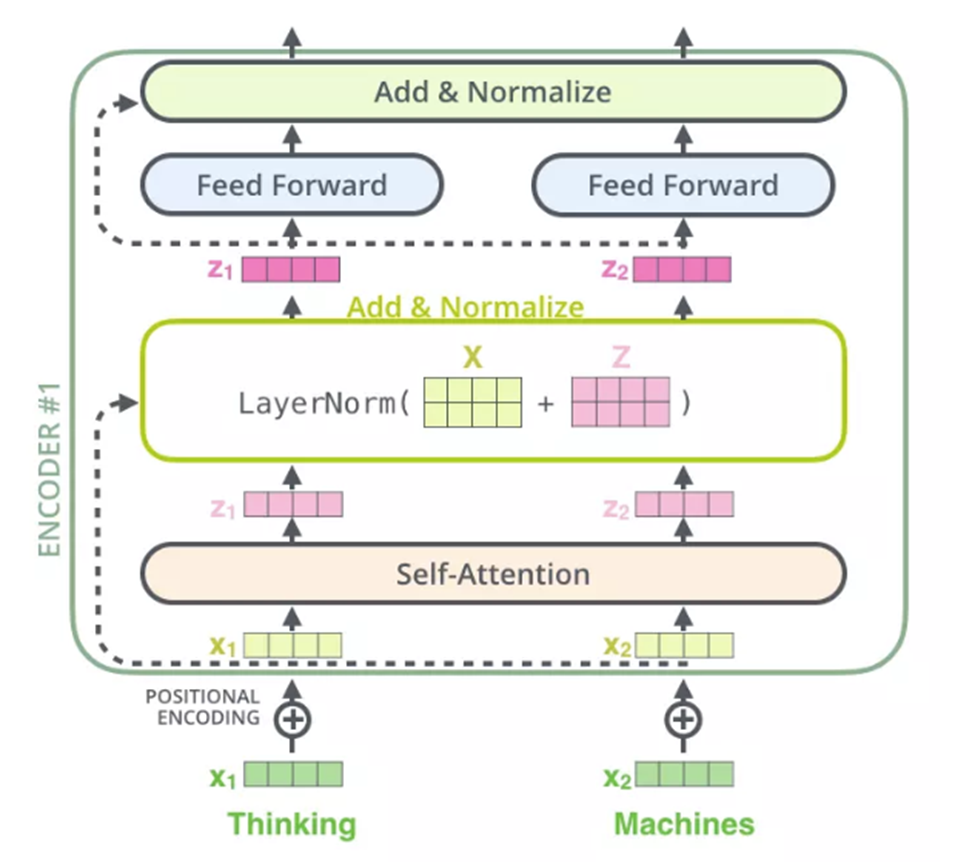 Add & Normalize
Feed Forward
Feed Forward
z1
z2
Add & Normalize
X
Z
LayerNorm( + )
ENCODER #1
z1
z2
Self-Attention
x1
x2
POSITIONAL
ENCODING
x1
x2
Thinking
Machines